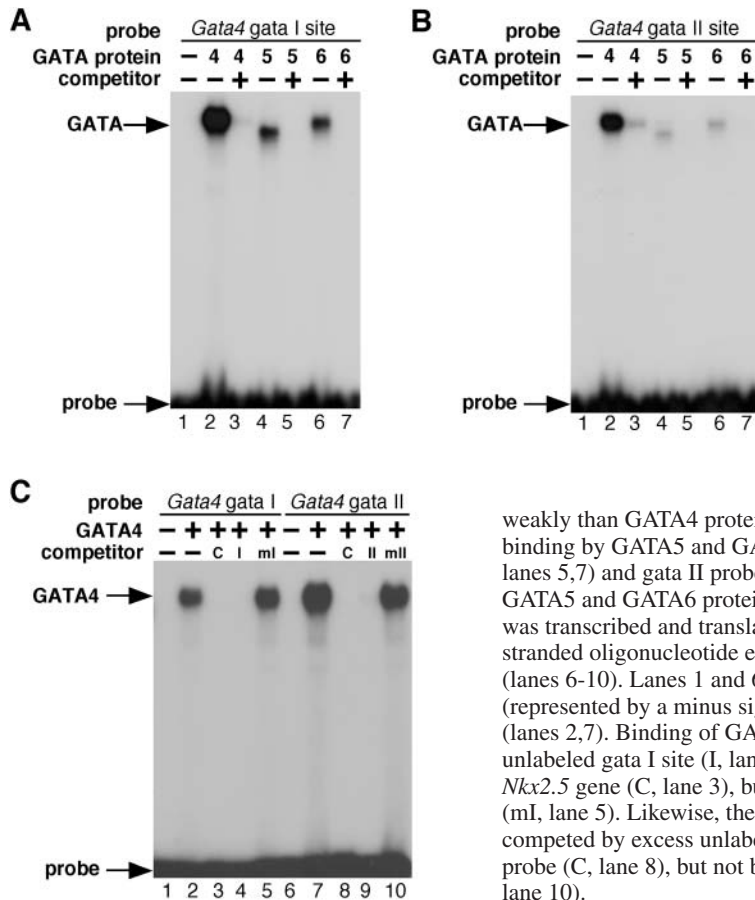 A
probe Gata4 gata I site
GATA protein – 4 4 5 5 6 6
competitor – – + – + – +
GATA
probe
1 2 3 4 5 6 7
B
probe Gata4 gata II site
GATA protein – 4 4 5 5 6 6
competitor – – + – + – +
GATA
probe
1 2 3 4 5 6 7
C
probe Gata4 gata I Gata4 gata II
GATA4 – + + + + – + + + +
competitor – – C I mI – – C II mII
GATA4
probe
1 2 3 4 5 6 7 8 9 10
weakly than GATA4 protein
binding by GATA5 and GA
lanes 5,7) and gata II probe
GATA5 and GATA6 protein
was transcribed and transla
stranded oligonucleotide e
(lanes 6-10). Lanes 1 and 6
(represented by a minus sig
(lanes 2,7). Binding of GA
unlabeled gata I site (I, lan
Nkx2.5 gene (C, lane 3), bu
(mI, lane 5). Likewise, the
competed by excess unlabe
probe (C, lane 8), but not b
lane 10).